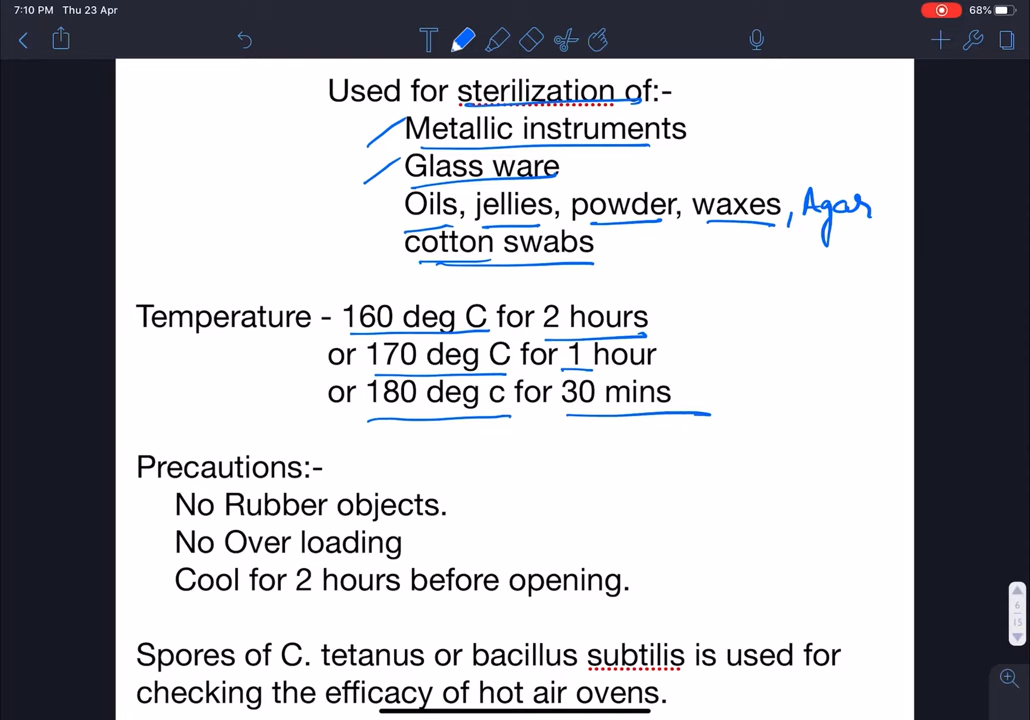 7:10 PM Thu 23 Apr
68%
Used for sterilization of:-
Metallic instruments
Glass ware
Oils, jellies, powder, waxes, Agar
cotton swabs
Temperature - 160 deg C for 2 hours
or 170 deg C for 1 hour
or 180 deg c for 30 mins
Precautions:-
No Rubber objects.
No Over loading
Cool for 2 hours before opening.
Spores of C. tetanus or bacillus subtilis is used for
checking the efficacy of hot air ovens.
6
15